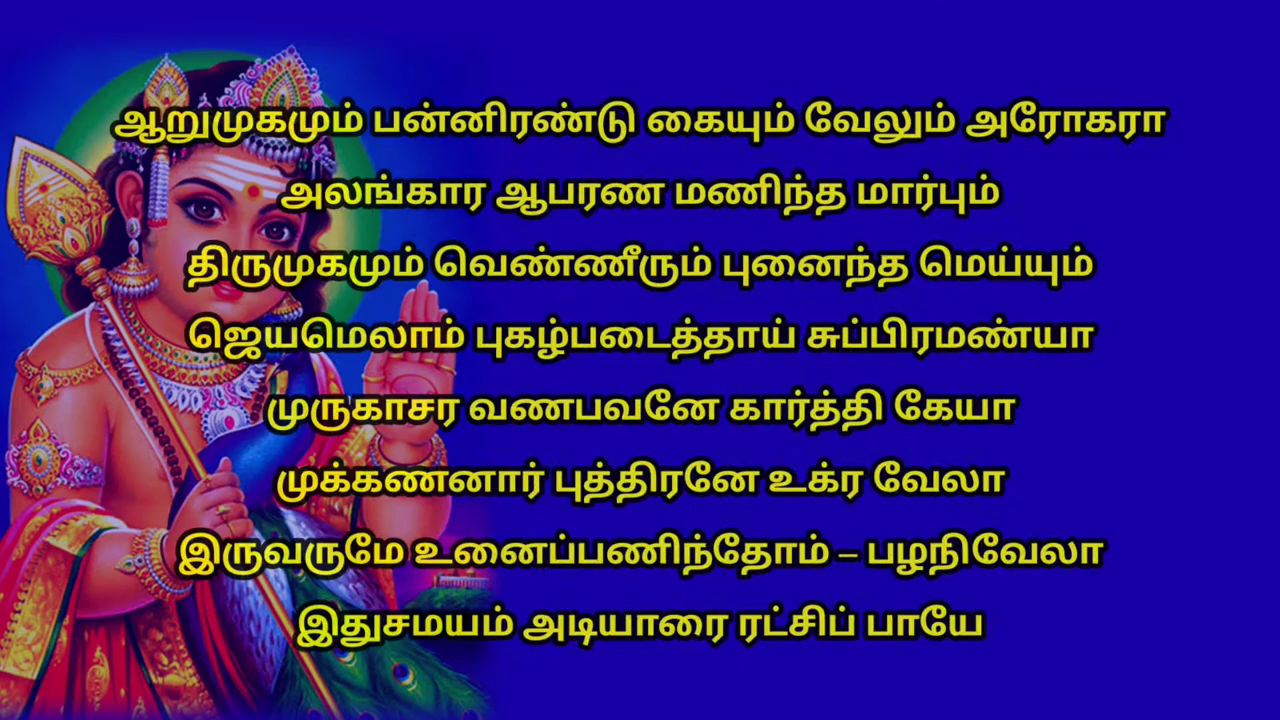 ஆறுமுகமும் பன்னிரண்டு கையும் வேலும் அரோகரா
அலங்கார ஆபரண மணிந்த மார்பும்
திருமுகமும் வெண்ணீரும் புனைந்த மெய்யும்
ஜெயமெலாம் புகழ்படைத்தாய் சுப்பிரமண்யா
முருகாசர வணபவனே கார்த்தி கேயா
முக்கணனார் புத்திரனே உக்ர வேலா
இருவருமே உனைப்பணிந்தோம் – பழநிவேலா
இதுசமயம் அடியாரை ரட்சிப் பாயே